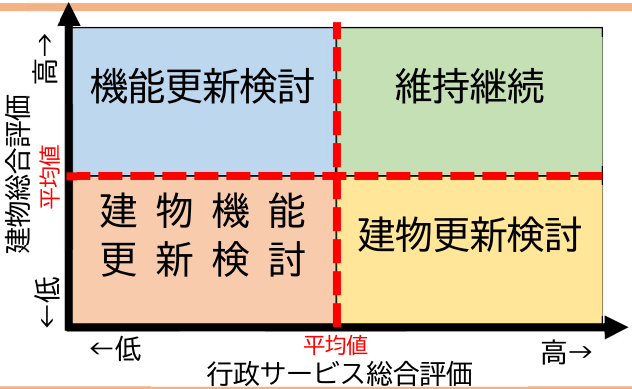 高→
建物総合評価
平均値
←低
機能更新検討
維持継続
建物機能
更新検討
建物更新検討
←低
平均値
高→
行政サービス総合評価